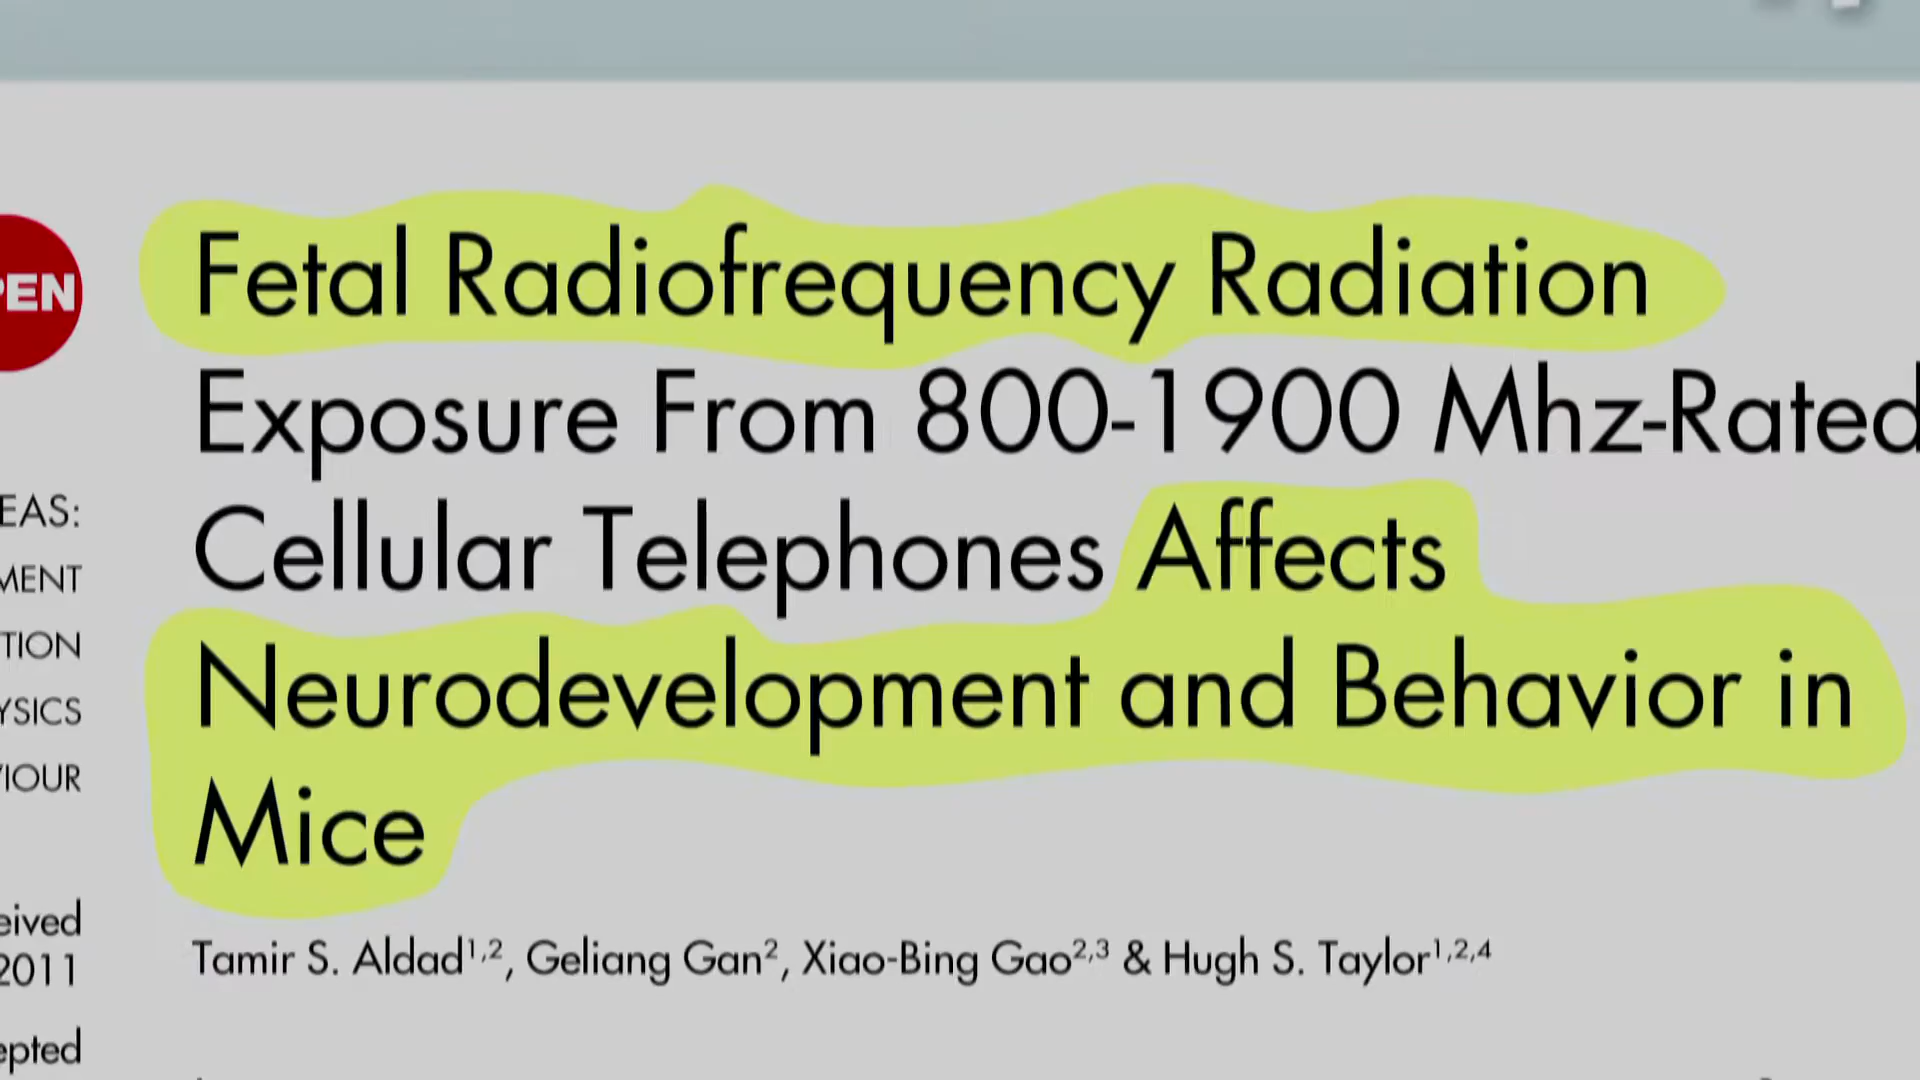 Fetal Radiofrequency Radiation
Exposure From 800-1900 Mhz-Rated
Cellular Telephones Affects
Neurodevelopment and Behavior in
Mice
Tamir S. Aldad1,2, Geliang Gan2, Xiao-Bing Gao2,3 & Hugh S. Taylor1,2,4
PEN
EAS:
MENT
TION
YSICS
VIOUR
eived
2011
epted